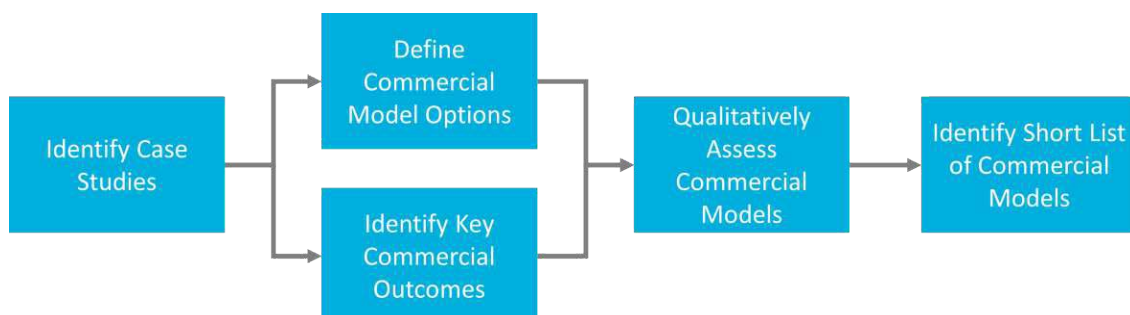 Identify Case
Studies
Define
Commercial
Model Options
Identify Key
Commercial
Outcomes
Qualitatively
Assess
Commercial
Models
Identify Short List
of Commercial
Models